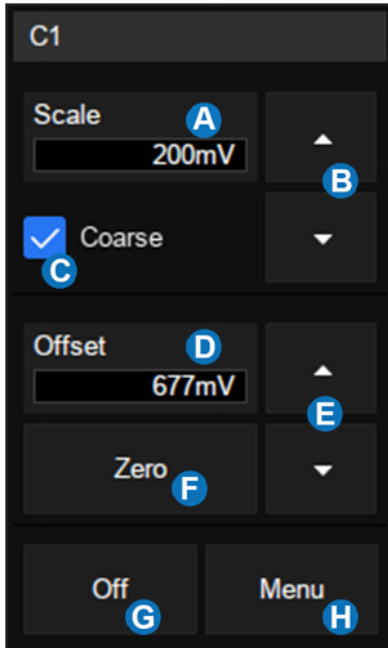 C1
Scale
A
200mV
B
Coarse
C
Offset
D
677mV
E
Zero
F
Off
G
Menu
H